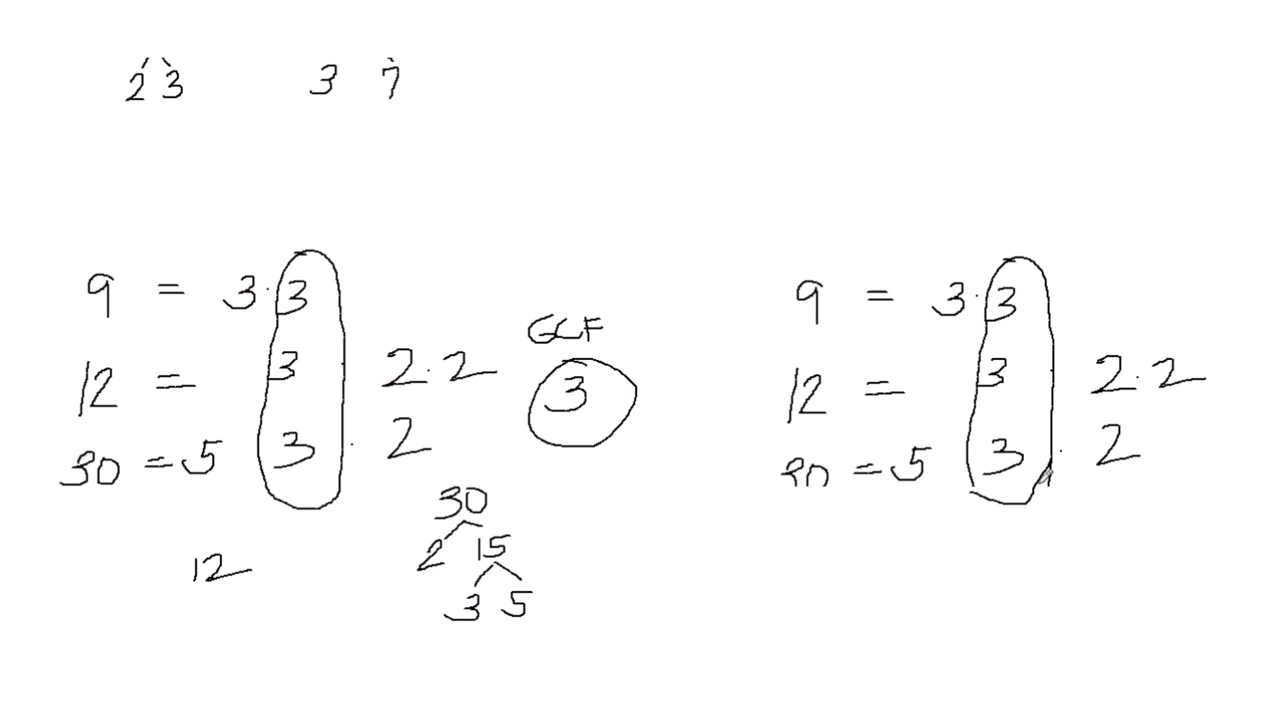 2 3 3 7
9 = 3·3
12 = 3 · 2·2
30 = 5 3 · 2
GCF
3
30
2 15
3 5
12
9 = 3·3
12 = 3 · 2·2
= 5 3 · 2